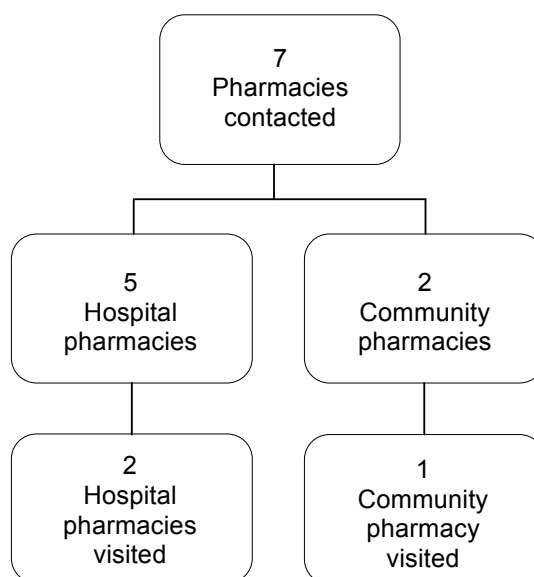 7
Pharmacies
contacted
5
Hospital
pharmacies
2
Community
pharmacies
2
Hospital
pharmacies
visited
1
Community
pharmacy
visited